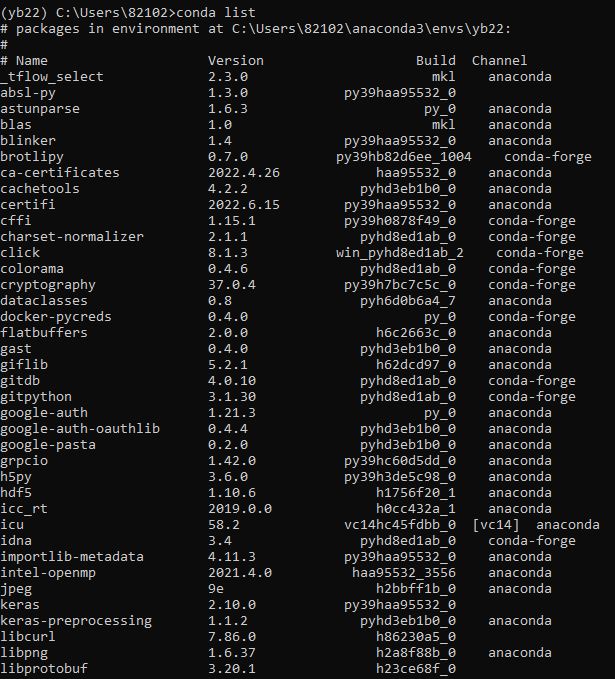 (yb22) C:\Users\82102>conda list
# packages in environment at C:\Users\82102\anaconda3\envs\yb22:
#
# Name                    Version                   Build  Channel
_tflow_select             2.3.0                       mkl    anaconda
absl-py                   1.3.0            py39haa95532_0
astunparse                1.6.3                      py_0    anaconda
blas                      1.0                         mkl    anaconda
blinker                   1.4              py39haa95532_0    anaconda
brotlipy                  0.7.0           py39hb82d6ee_1004    conda-forge
ca-certificates           2022.4.26            haa95532_0    anaconda
cachetools                4.2.2              pyhd3eb1b0_0    anaconda
certifi                   2022.6.15        py39haa95532_0    anaconda
cffi                      1.15.1           py39h0878f49_0    conda-forge
charset-normalizer        2.1.1              pyhd8ed1ab_0    conda-forge
click                     8.1.3           win_pyhd8ed1ab_2    conda-forge
colorama                  0.4.6              pyhd8ed1ab_0    conda-forge
cryptography              37.0.4           py39h7bc7c5c_0    conda-forge
dataclasses               0.8                pyh6d0b6a4_7    anaconda
docker-pycreds            0.4.0                      py_0    conda-forge
flatbuffers               2.0.0                h6c2663c_0    anaconda
gast                      0.4.0              pyhd3eb1b0_0    anaconda
giflib                    5.2.1                h62dcd97_0    anaconda
gitdb                     4.0.10             pyhd8ed1ab_0    conda-forge
gitpython                 3.1.30             pyhd8ed1ab_0    conda-forge
google-auth               1.21.3                     py_0    anaconda
google-auth-oauthlib      0.4.4              pyhd3eb1b0_0    anaconda
google-pasta              0.2.0              pyhd3eb1b0_0    anaconda
grpcio                    1.42.0           py39hc60d5dd_0    anaconda
h5py                      3.6.0            py39h3de5c98_0    anaconda
hdf5                      1.10.6               h1756f20_1    anaconda
icc_rt                    2019.0.0             h0cc432a_1    anaconda
icu                       58.2             vc14hc45fdbb_0  [vc14]  anaconda
idna                      3.4                pyhd8ed1ab_0    conda-forge
importlib-metadata        4.11.3           py39haa95532_0    anaconda
intel-openmp              2021.4.0          haa95532_3556    anaconda
jpeg                      9e                   h2bbff1b_0    anaconda
keras                     2.10.0           py39haa95532_0
keras-preprocessing       1.1.2              pyhd3eb1b0_0    anaconda
libcurl                   7.86.0               h86230a5_0
libpng                    1.6.37               h2a8f88b_0    anaconda
libprotobuf               3.20.1               h23ce68f_0